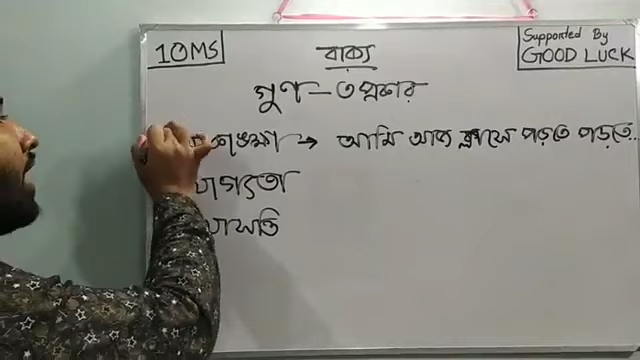 10MS
বাক্য
Supported By
GOOD LUCK
গুণ – ৩ প্রকার
→ আমি আজ ক্লাসে পড়তে পড়তে..